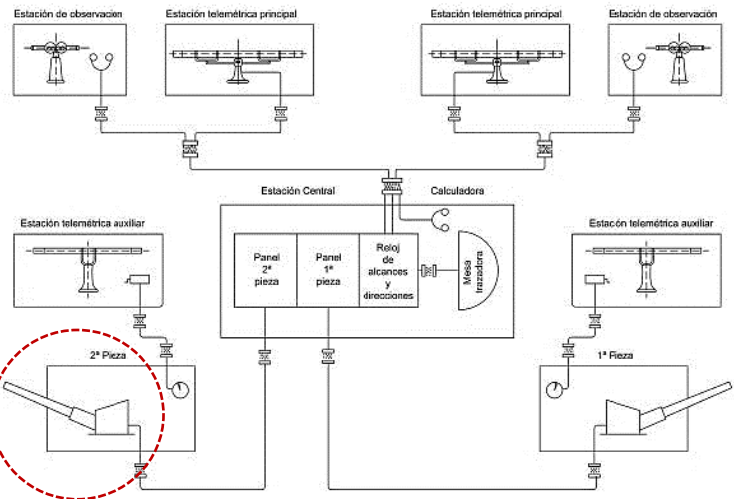 Estación de observacien
Estación telemétrica principal
Estación telemétrica principal
Estación de observación
Estación Central
Calculadora
Estación telemétrica auxiliar
Estacón telemétrica auxiliar
Panel
2ª
pieza
Panel
1ª
pieza
Reloj
de
alcances
y
direcciones
Mesa
trazadora
2ª Pieza
1ª Pieza